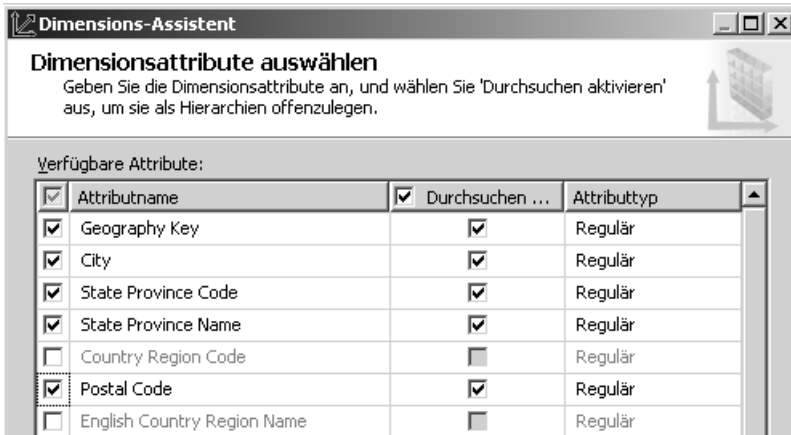 Dimensions-Assistent
Dimensionsattribute auswählen
Geben Sie die Dimensionsattribute an, und wählen Sie 'Durchsuchen aktivieren'
aus, um sie als Hierarchien offenzulegen.
Verfügbare Attribute:
Attributname Durchsuchen ... Attributtyp
Geography Key Regulär
City Regulär
State Province Code Regulär
State Province Name Regulär
Country Region Code Regulär
Postal Code Regulär
English Country Region Name Regulär